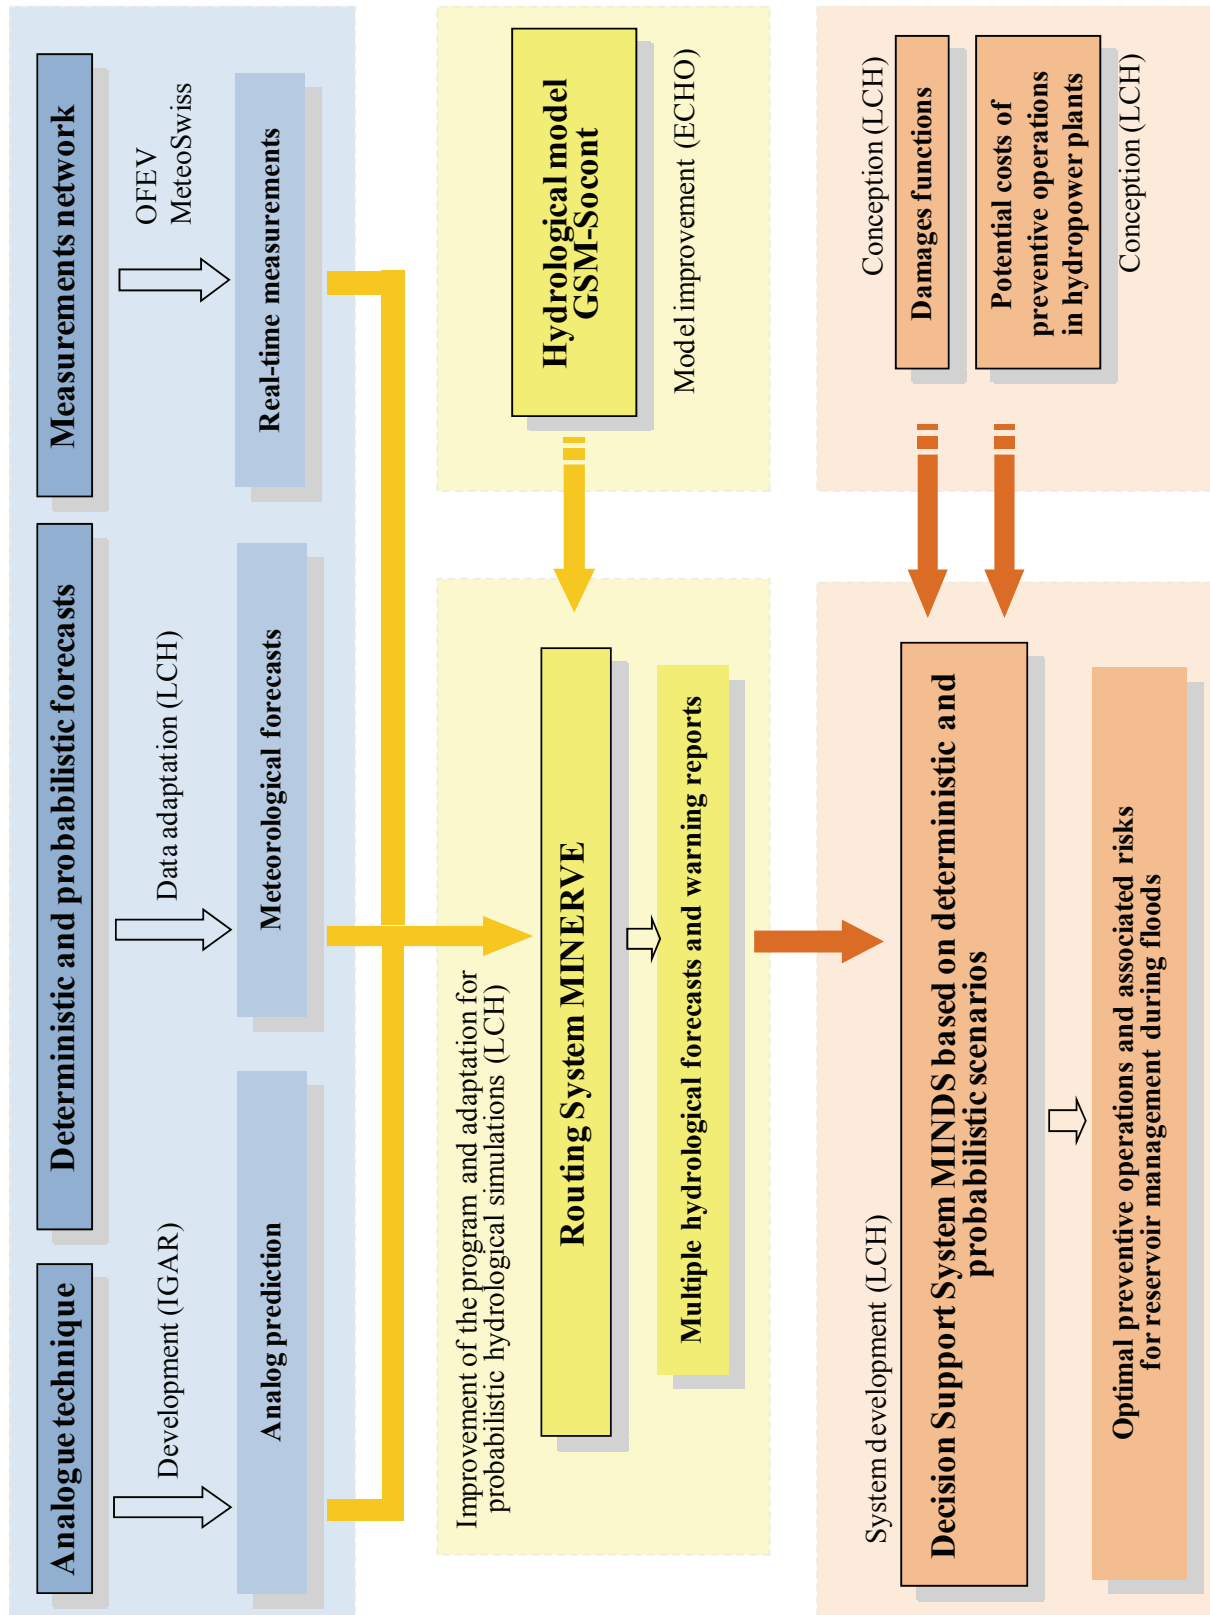 Analogue technique
Development (IGAR)
Analog prediction
Deterministic and probabilistic forecasts
Data adaptation (LCH)
Meteorological forecasts
Measurements network
OFEV
MeteoSwiss
Real-time measurements
Improvement of the program and adaptation for
probabilistic hydrological simulations (LCH)
Routing System MINERVE
Multiple hydrological forecasts and warning reports
Hydrological model
GSM-Socont
Model improvement (ECHO)
System development (LCH)
Decision Support System MINDS based on deterministic and
probabilistic scenarios
Optimal preventive operations and associated risks
for reservoir management during floods
Conception (LCH)
Damages functions
Potential costs of
preventive operations
in hydropower plants
Conception (LCH)